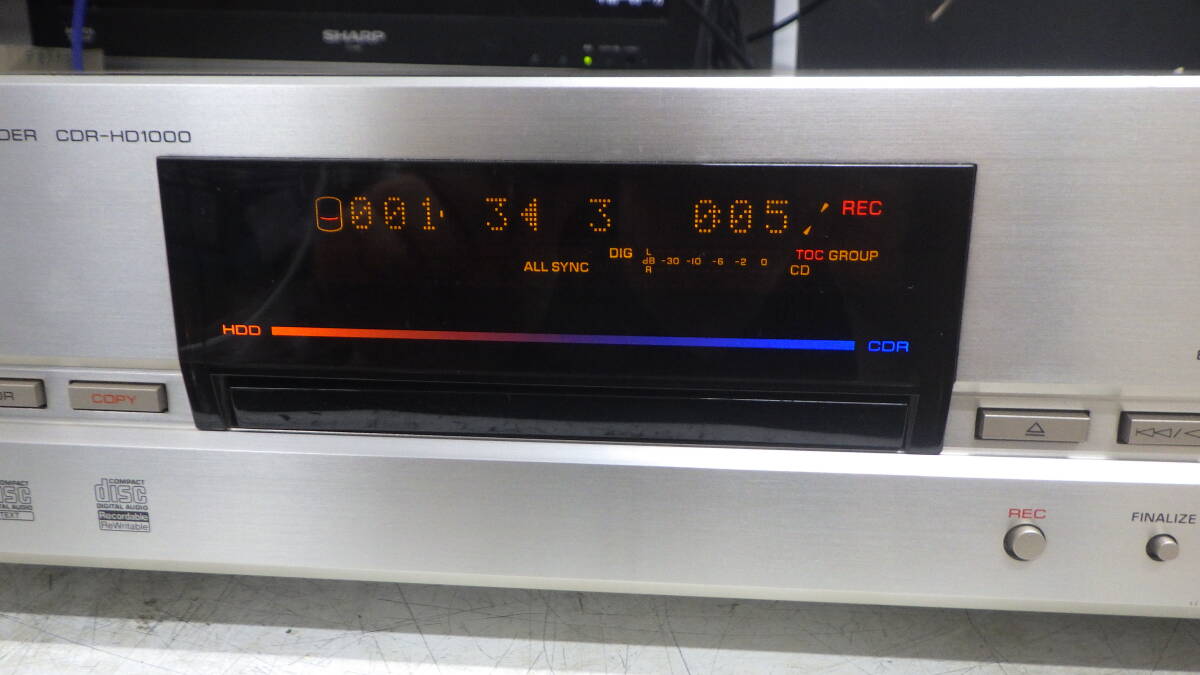 SHARP
DER CDR-HD1000
001 34 3 005 REC
DIG L dB R -30 -10 -6 -2 0 TOC GROUP
ALL SYNC CD
HDD CDR
COPY
COMPACT disc DIGITAL AUDIO TEXT
COMPACT disc DIGITAL AUDIO Recordable ReWritable
REC
FINALIZE